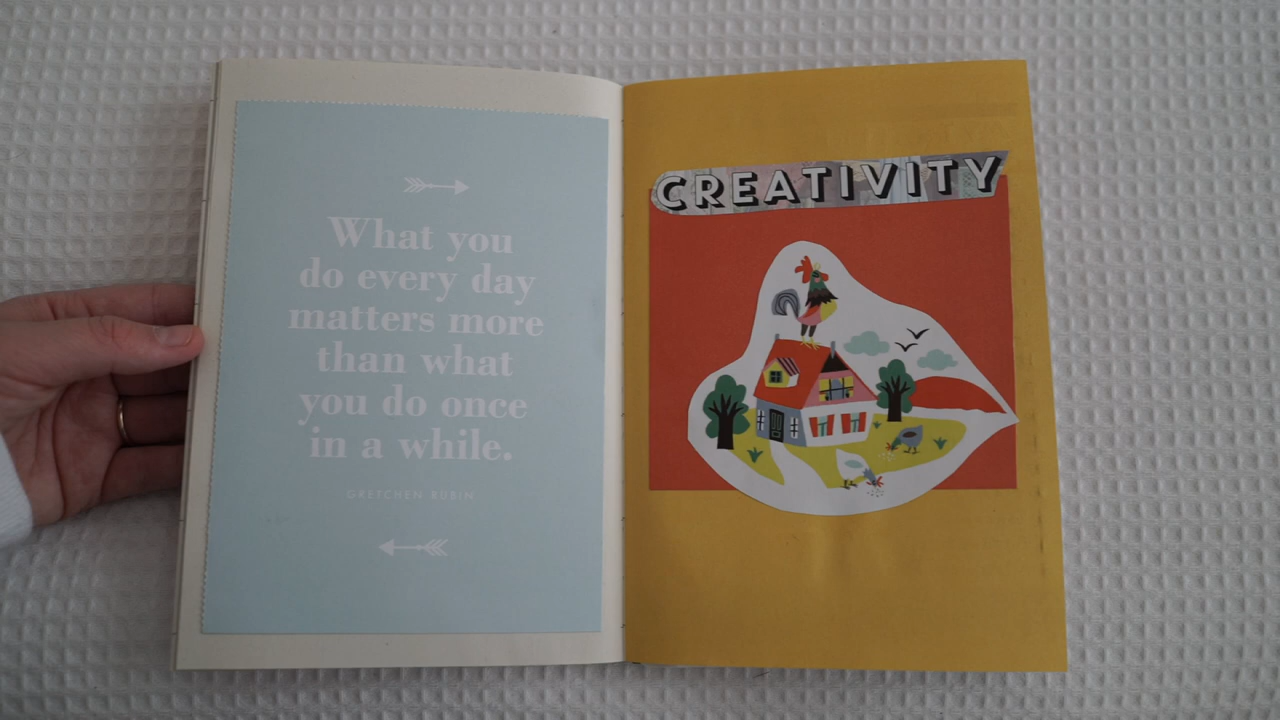 What you
do every day
matters more
than what
you do once
in a while.
GRETCHEN RUBIN
CREATIVITY